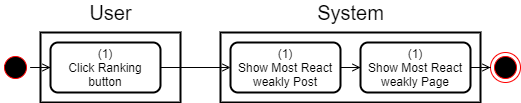 User
System
(1)
Click Ranking
button
(1)
Show Most React
weakly Post
(1)
Show Most React
weakly Page